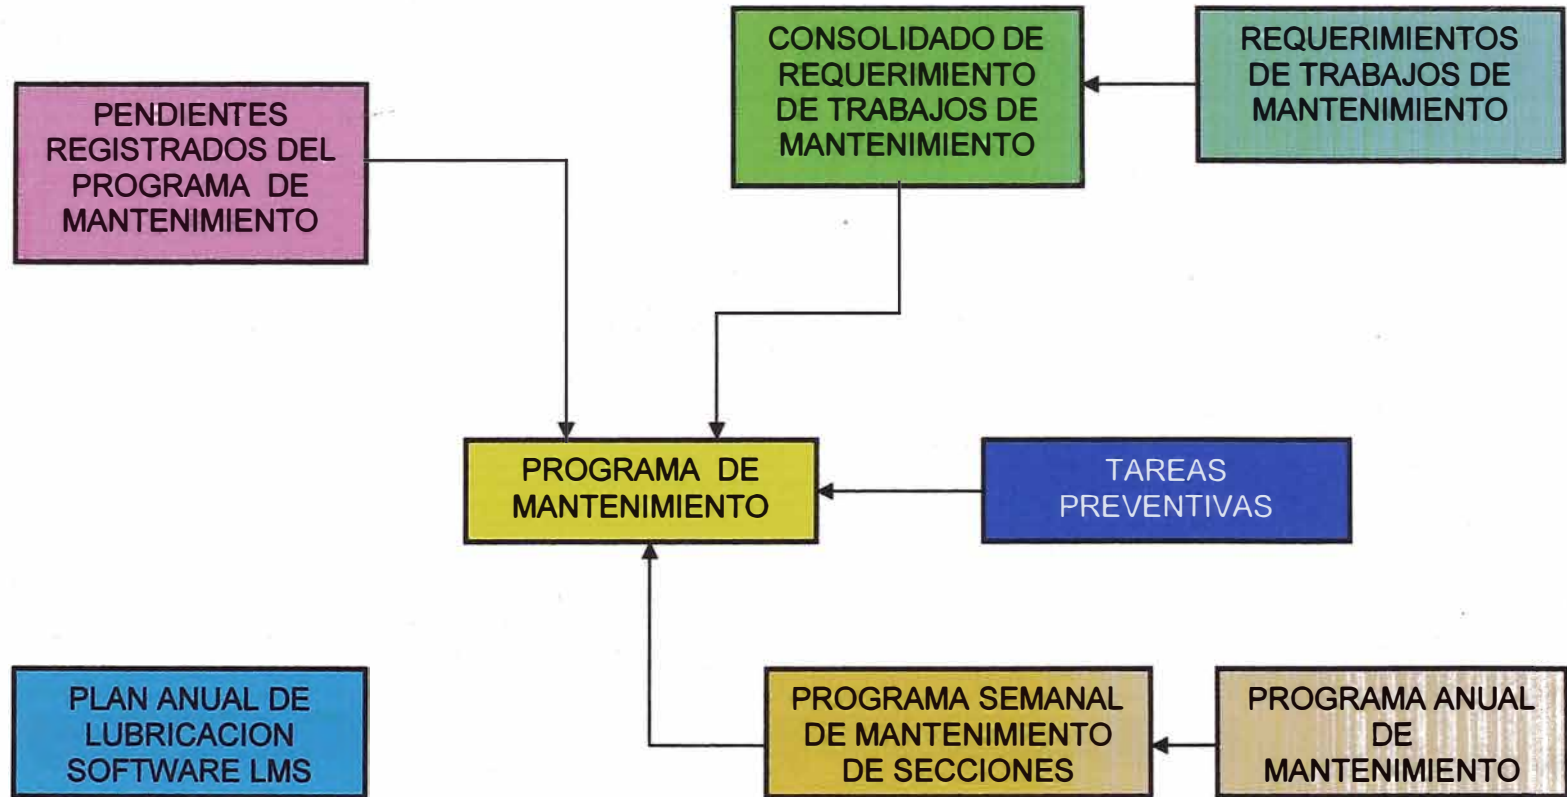 PENDIENTES
REGISTRADOS DEL
PROGRAMA DE
MANTENIMIENTO
CONSOLIDADO DE
REQUERIMIENTO
DE TRABAJOS DE
MANTENIMIENTO
REQUERIMIENTOS
DE TRABAJOS DE
MANTENIMIENTO
PROGRAMA DE
MANTENIMIENTO
TAREAS
PREVENTIVAS
PLAN ANUAL DE
LUBRICACION
SOFTWARE LMS
PROGRAMA SEMANAL
DE MANTENIMIENTO
DE SECCIONES
PROGRAMA ANUAL
DE
MANTENIMIENTO